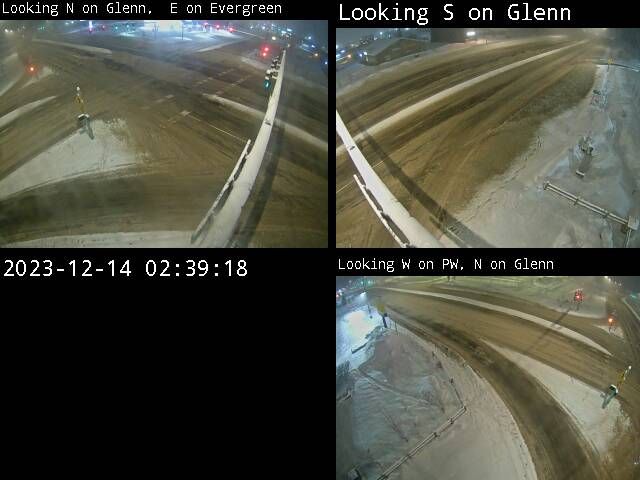 Looking N on Glenn,  E on Evergreen
Looking S on Glenn
2023-12-14 02:39:18
Looking W on PW, N on Glenn